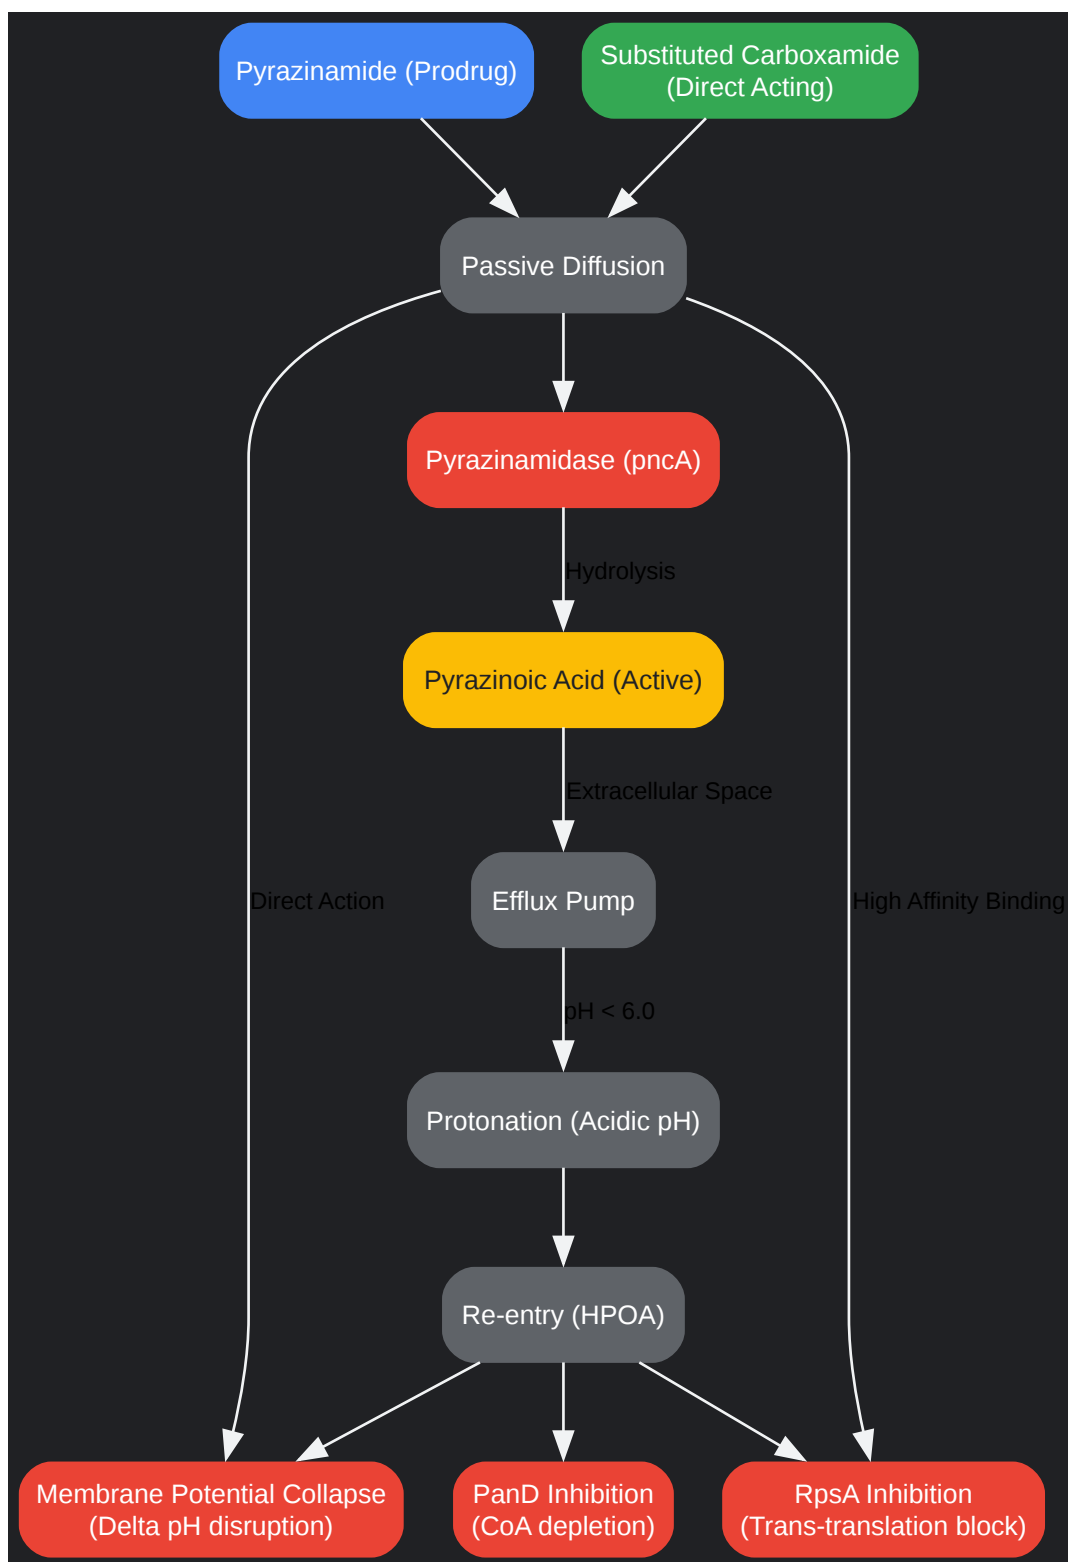 Pyrazinamide (Prodrug)
Substituted Carboxamide
(Direct Acting)
Passive Diffusion
Pyrazinamidase (pncA)
Hydrolysis
Pyrazinoic Acid (Active)
Extracellular Space
Direct Action
Efflux Pump
High Affinity Binding
pH < 6.0
Protonation (Acidic pH)
Re-entry (HPOA)
Membrane Potential Collapse
(Delta pH disruption)
PanD Inhibition
(CoA depletion)
RpsA Inhibition
(Trans-translation block)